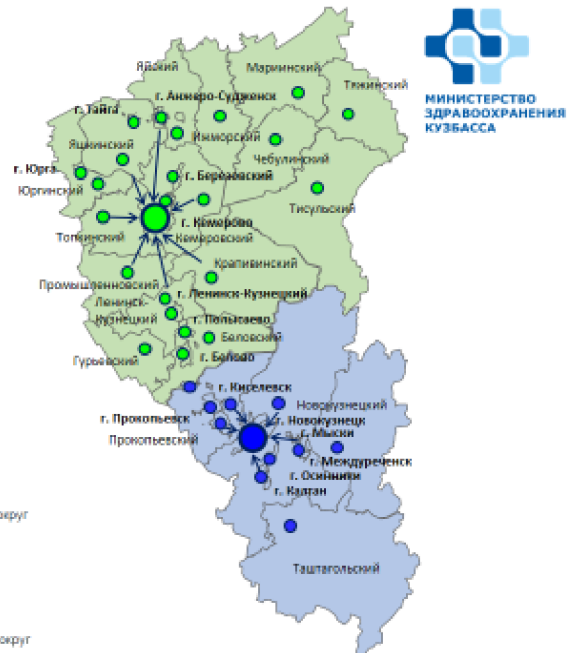 МИНИСТЕРСТВО
ЗДРАВООХРАНЕНИЯ
КУЗБАССА
Яйский
Мариинский
Тяжинский
г. Анжеро-Судженск
г. Тайга
Ижморский
Яшкинский
Чебулинский
г. Юрга
г. Березовский
Юргинский
Тисульский
г. Кемерово
Топкинский
Кемеровский
Крапивинский
Промышленновский
г. Ленинск-Кузнецкий
Ленинск-
Кузнецкий
г. Полысаево
Беловский
Гурьевский
г. Белово
г. Киселевск
Новокузнецкий
г. Прокопьевск
г. Новокузнецк
г. Мыски
Прокопьевский
г. Междуреченск
г. Осинники
г. Калтан
округ
Таштагольский
округ